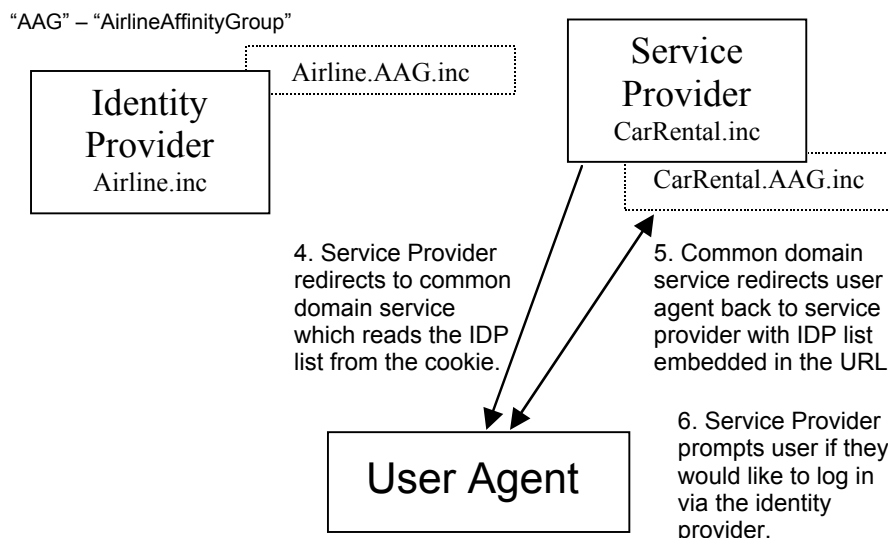 “AAG” – “AirlineAffinityGroup”
Airline.AAG.inc
Identity
Provider
Airline.inc
Service
Provider
CarRental.inc
CarRental.AAG.inc
4. Service Provider
redirects to common
domain service
which reads the IDP
list from the cookie.
5. Common domain
service redirects user
agent back to service
provider with IDP list
embedded in the URL
6. Service Provider
prompts user if they
would like to log in
via the identity
provider.
User Agent